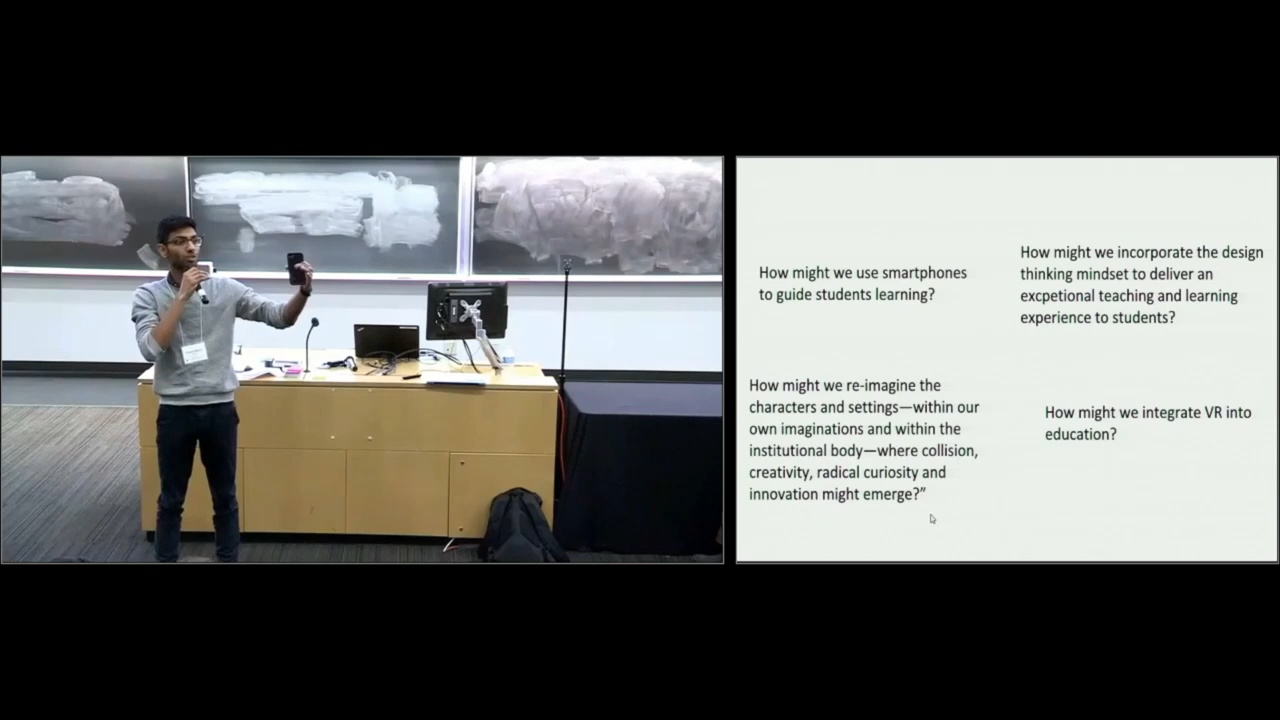 How might we use smartphones
to guide students learning?
How might we incorporate the design
thinking mindset to deliver an
excpetional teaching and learning
experience to students?
How might we re-imagine the
characters and settings—within our
own imaginations and within the
institutional body—where collision,
creativity, radical curiosity and
innovation might emerge?”
How might we integrate VR into
education?